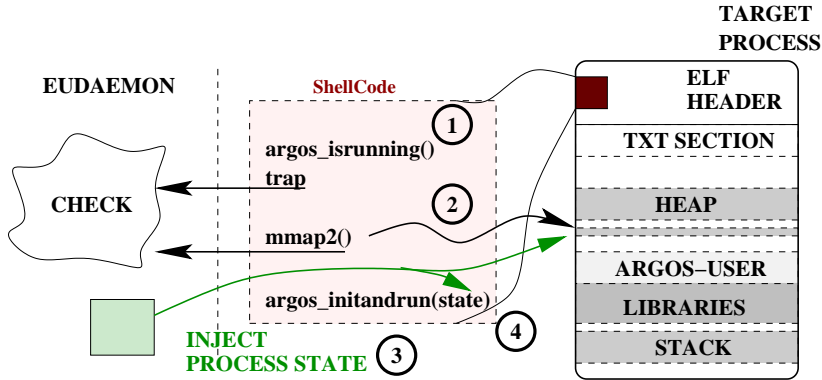 TARGET
PROCESS
EUDAEMON
ShellCode
ELF
HEADER
1
TXT SECTION
argos_isrunning()
trap
CHECK
2
HEAP
mmap2()
ARGOS–USER
argos_initandrun(state)
LIBRARIES
4
INJECT
PROCESS STATE
3
STACK